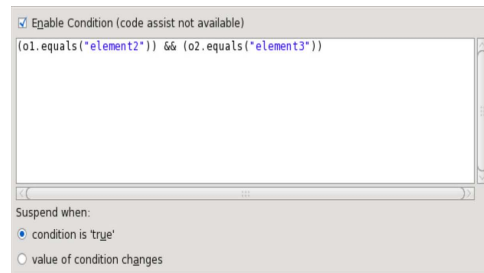 Enable Condition (code assist not available)
(o1.equals("element2")) && (o2.equals("element3"))
Suspend when:
condition is 'true'
value of condition changes